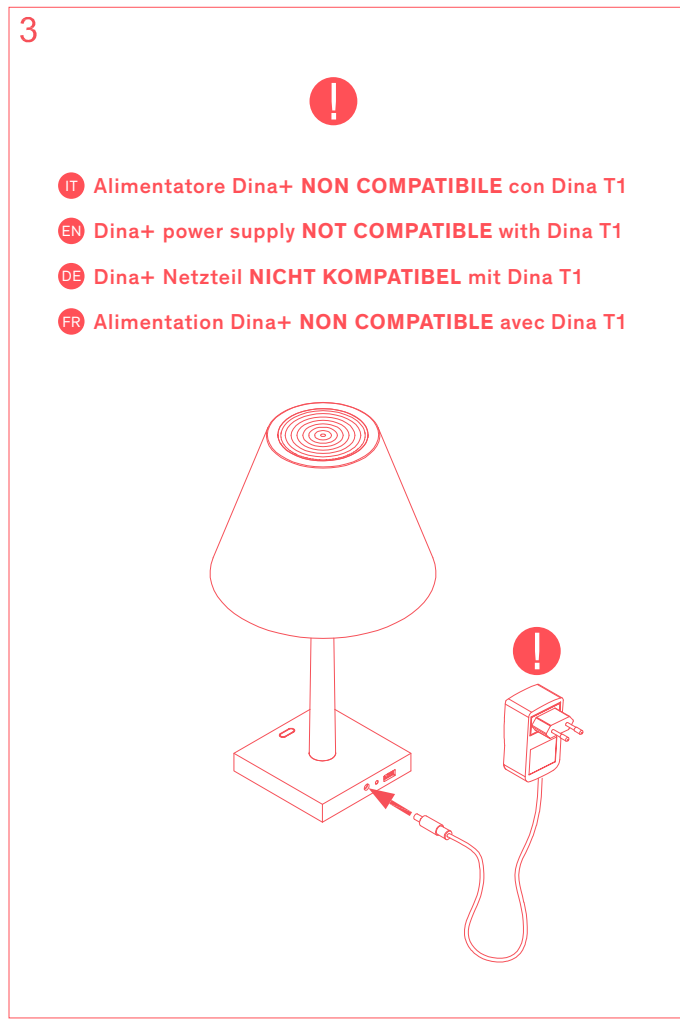 3
!
IT Alimentatore Dina+ NON COMPATIBILE con Dina T1
EN Dina+ power supply NOT COMPATIBLE with Dina T1
DE Dina+ Netzteil NICHT KOMPATIBEL mit Dina T1
FR Alimentation Dina+ NON COMPATIBLE avec Dina T1
!